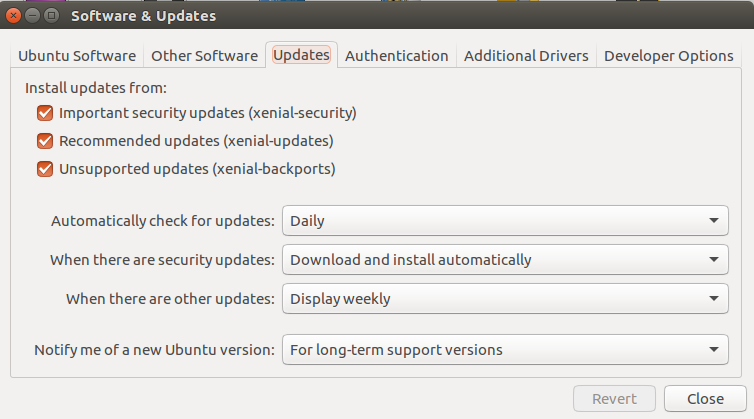 Software & Updates
Ubuntu Software Other Software Updates Authentication Additional Drivers Developer Options
Install updates from:
Important security updates (xenial-security)
Recommended updates (xenial-updates)
Unsupported updates (xenial-backports)
Automatically check for updates: Daily
When there are security updates: Download and install automatically
When there are other updates: Display weekly
Notify me of a new Ubuntu version: For long-term support versions
Revert Close